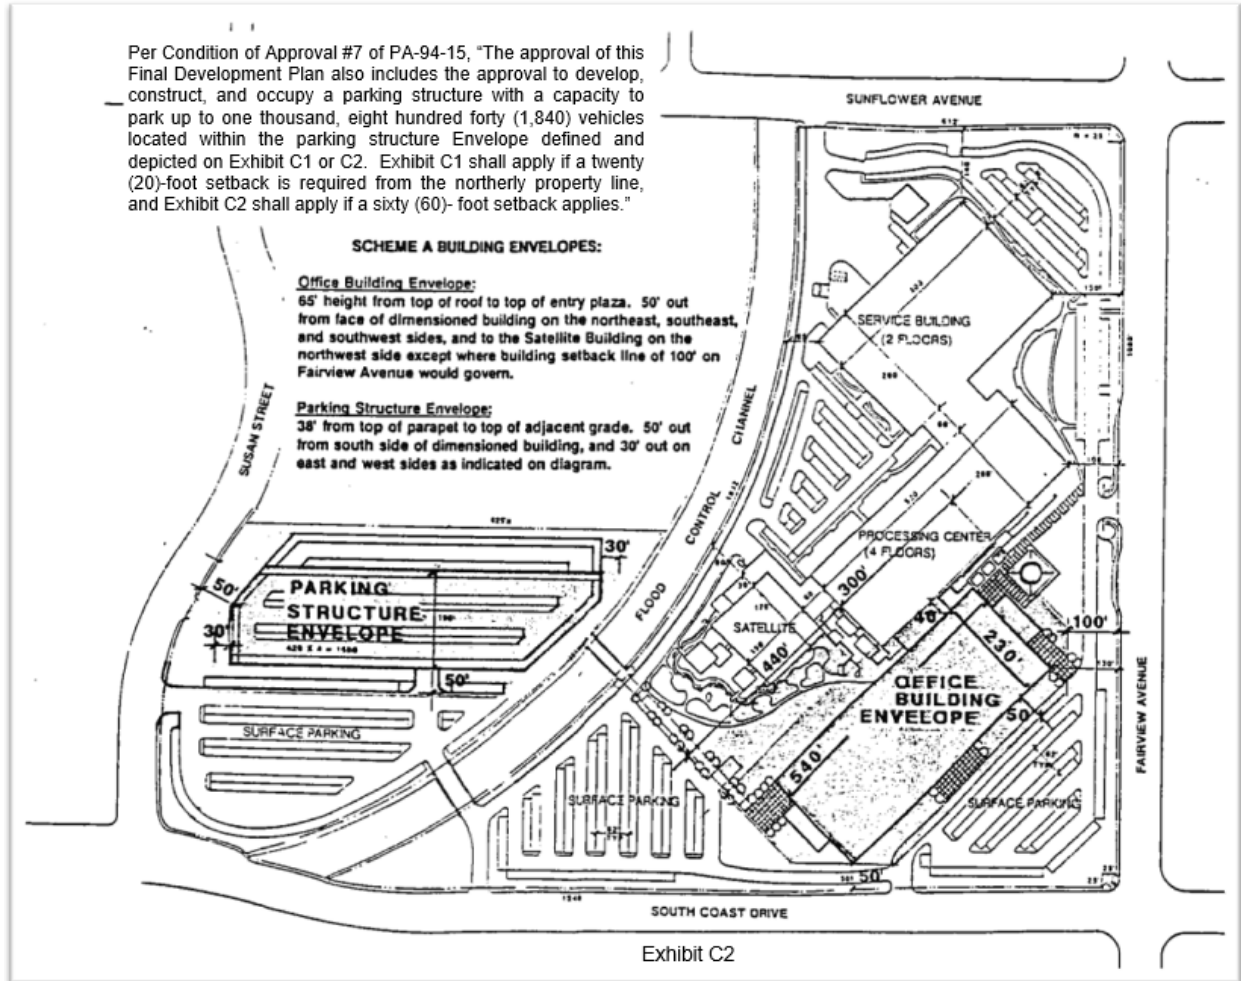 Per Condition of Approval #7 of PA-94-15, “The approval of this
Final Development Plan also includes the approval to develop,
construct, and occupy a parking structure with a capacity to
park up to one thousand, eight hundred forty (1,840) vehicles
located within the parking structure Envelope defined and
depicted on Exhibit C1 or C2. Exhibit C1 shall apply if a twenty
(20)-foot setback is required from the northerly property line,
and Exhibit C2 shall apply if a sixty (60)- foot setback applies.”
SUNFLOWER AVENUE
SCHEME A BUILDING ENVELOPES:
Office Building Envelope:
65' height from top of roof to top of entry plaza. 50' out
from face of dimensioned building on the northeast, southeast,
and southwest sides, and to the Satellite Building on the
northwest side except where building setback line of 100' on
Fairview Avenue would govern.
Parking Structure Envelope:
38' from top of parapet to top of adjacent grade. 50' out
from south side of dimensioned building, and 30' out on
east and west sides as indicated on diagram.
SUSAN STREET
FLOOD CONTROL CHANNEL
SERVICE BUILDING
(2 FLOORS)
PROCESSING CENTER
(4 FLOORS)
300'
SATELLITE
440'
40'
230'
100'
OFFICE
BUILDING
ENVELOPE
50'
540'
30'
50'
PARKING
STRUCTURE
ENVELOPE
30'
50'
SURFACE PARKING
SURFACE PARKING
SURFACE PARKING
50'
FAIRVIEW AVENUE
SOUTH COAST DRIVE
Exhibit C2